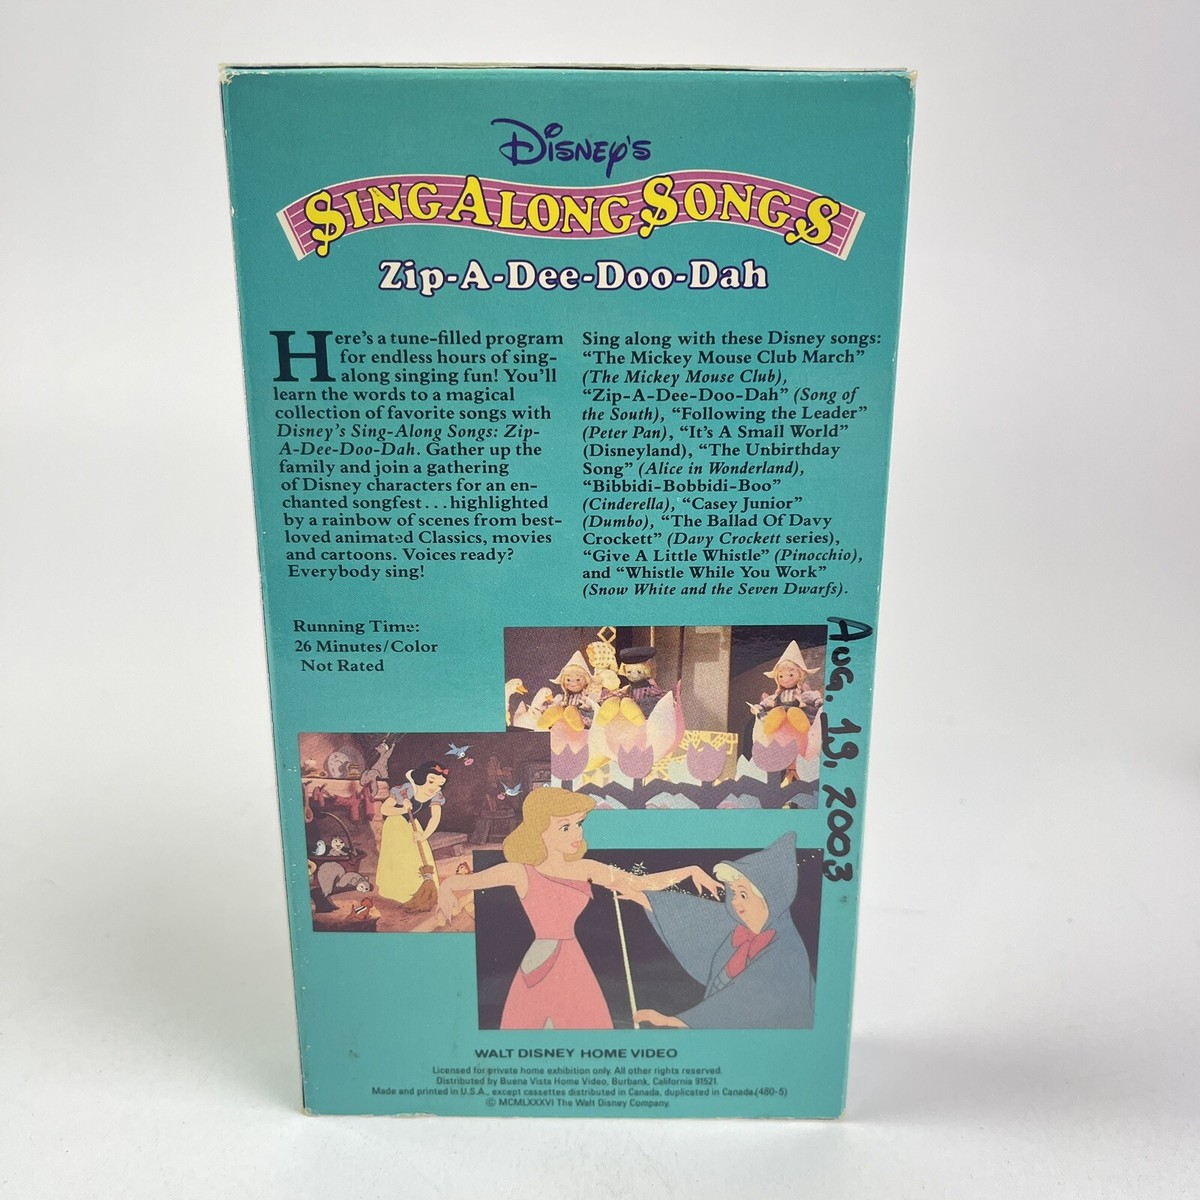 Disney's
Sing Along Songs
Zip-A-Dee-Doo-Dah
Here's a tune-filled program
for endless hours of sing-
along singing fun! You'll
learn the words to a magical
collection of favorite songs with
Disney's Sing-Along Songs: Zip-
A-Dee-Doo-Dah. Gather up the
family and join a gathering
of Disney characters for an en-
chanted songfest...highlighted
by a rainbow of scenes from best-
loved animated Classics, movies
and cartoons. Voices ready?
Everybody sing!
Running Time:
26 Minutes/Color
Not Rated
Sing along with these Disney songs:
“The Mickey Mouse Club March”
(The Mickey Mouse Club),
“Zip-A-Dee-Doo-Dah” (Song of
the South), “Following the Leader”
(Peter Pan), “It's A Small World”
(Disneyland), “The Unbirthday
Song” (Alice in Wonderland),
“Bibbidi-Bobbidi-Boo”
(Cinderella), “Casey Junior”
(Dumbo), “The Ballad Of Davy
Crockett” (Davy Crockett series),
“Give A Little Whistle” (Pinocchio),
and “Whistle While You Work”
(Snow White and the Seven Dwarfs).
Aug. 19, 2003
WALT DISNEY HOME VIDEO
Licensed for private home exhibition only. All other rights reserved.
Distributed by Buena Vista Home Video, Burbank, California 91521.
Made and printed in U.S.A., except cassettes distributed in Canada, duplicated in Canada.(480-5)
© MCMLXXXVI The Walt Disney Company.